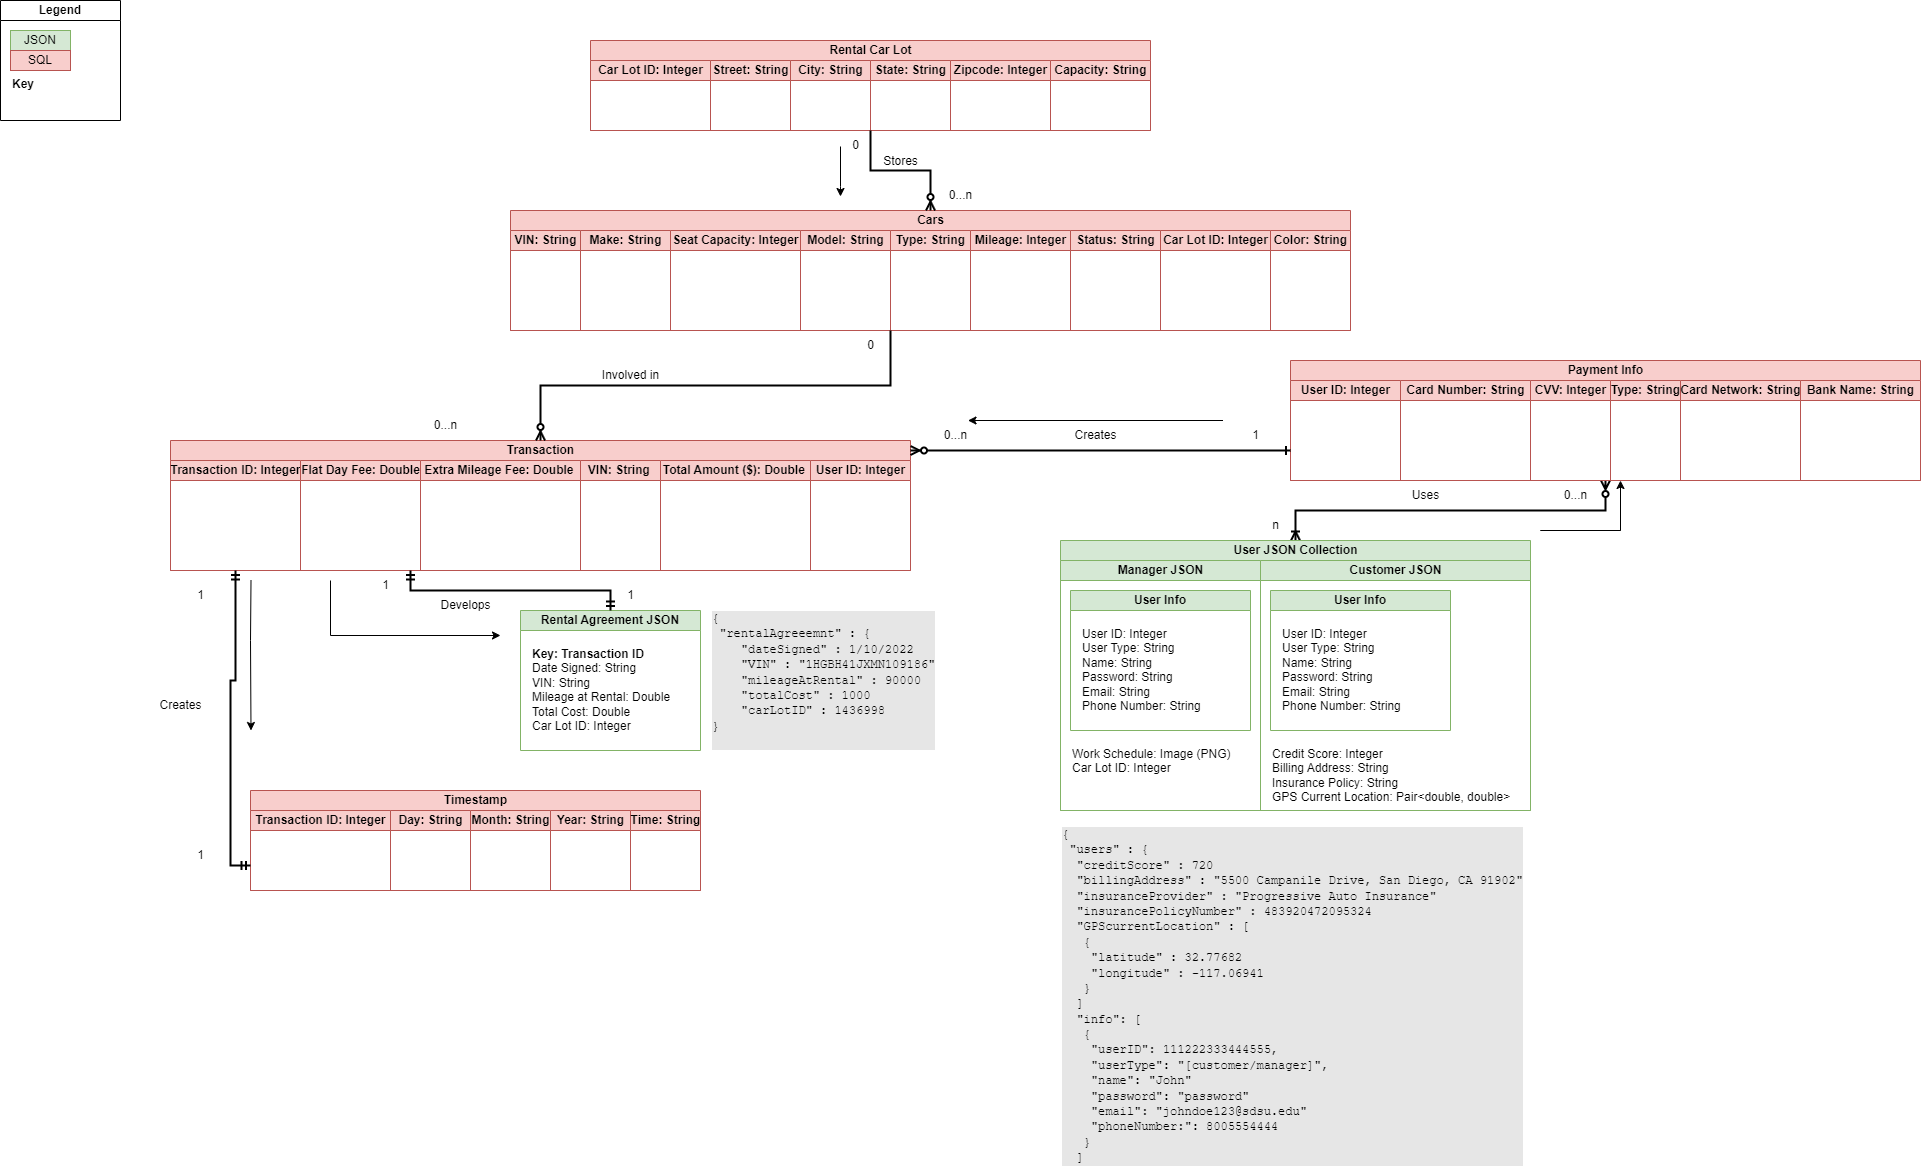 Legend
JSON
SQL
Key
Rental Car Lot
Car Lot ID: Integer Street: String City: String State: String Zipcode: Integer Capacity: String
0
Stores
0...n
Cars
VIN: String Make: String Seat Capacity: Integer Model: String Type: String Mileage: Integer Status: String Car Lot ID: Integer Color: String
0
Involved in
0...n
Payment Info
User ID: Integer Card Number: String CVV: Integer Type: String Card Network: String Bank Name: String
0...n Creates 1
Transaction
Transaction ID: Integer Flat Day Fee: Double Extra Mileage Fee: Double VIN: String Total Amount ($): Double User ID: Integer
Uses 0...n
n
1
1
Develops
1
Creates
1
Rental Agreement JSON
Key: Transaction ID
Date Signed: String
VIN: String
Mileage at Rental: Double
Total Cost: Double
Car Lot ID: Integer
{
"rentalAgreeemnt" : {
"dateSigned" : 1/10/2022
"VIN" : "1HGBH41JXMN109186"
"mileageAtRental" : 90000
"totalCost" : 1000
"carLotID" : 1436998
}
Timestamp
Transaction ID: Integer Day: String Month: String Year: String Time: String
User JSON Collection
Manager JSON Customer JSON
User Info
User ID: Integer
User Type: String
Name: String
Password: String
Email: String
Phone Number: String
Work Schedule: Image (PNG)
Car Lot ID: Integer
User Info
User ID: Integer
User Type: String
Name: String
Password: String
Email: String
Phone Number: String
Credit Score: Integer
Billing Address: String
Insurance Policy: String
GPS Current Location: Pair<double, double>
{
"users" : {
"creditScore" : 720
"billingAddress" : "5500 Campanile Drive, San Diego, CA 91902"
"insuranceProvider" : "Progressive Auto Insurance"
"insurancePolicyNumber" : 483920472095324
"GPScurrentLocation" : [
{
"latitude" : 32.77682
"longitude" : -117.06941
}
]
"info": [
{
"userID": 111222333444555,
"userType": "[customer/manager]",
"name": "John"
"password": "password"
"email": "johndoe123@sdsu.edu"
"phoneNumber:": 8005554444
}
]